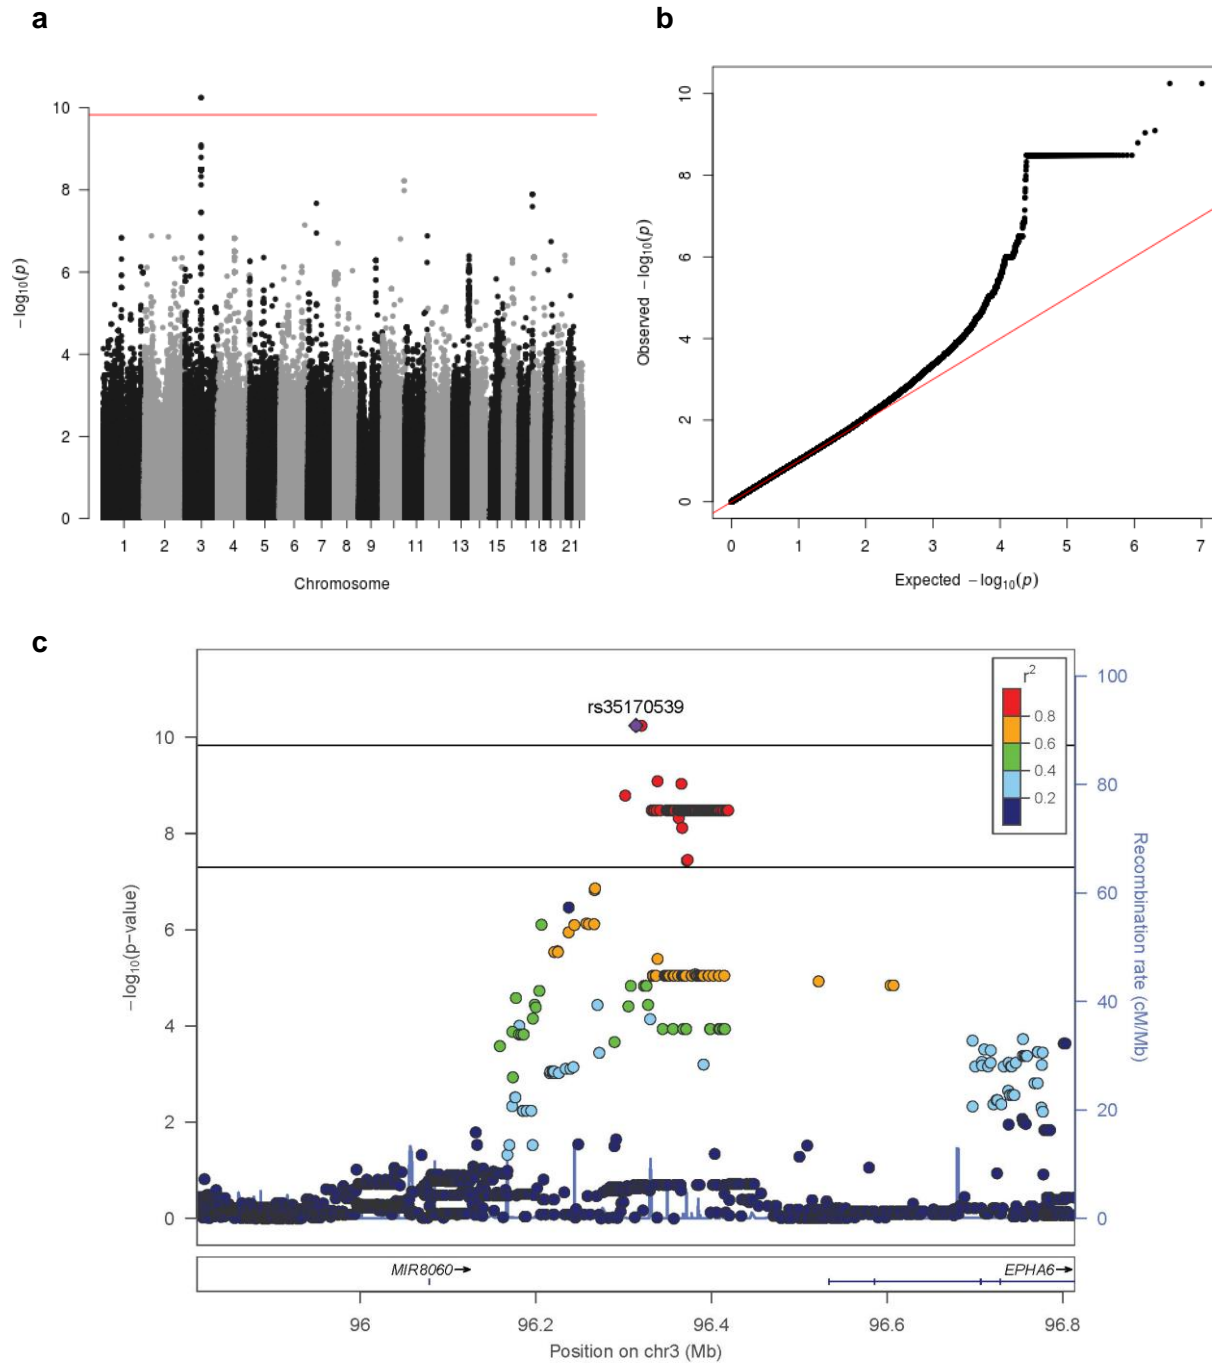 a
b
10
8
6
4
2
0
−log10(p)
1 2 3 4 5 6 7 8 9 11 13 15 18 21
Chromosome
10
8
6
4
2
0
Observed −log10(p)
0 1 2 3 4 5 6 7
Expected −log10(p)
c
rs35170539
r2
0.8
0.6
0.4
0.2
10
8
6
4
2
0
−log10(p−value)
100
80
60
40
20
0
Recombination rate (cM/Mb)
MIR8060→
EPHA6→
96 96.2 96.4 96.6 96.8
Position on chr3 (Mb)